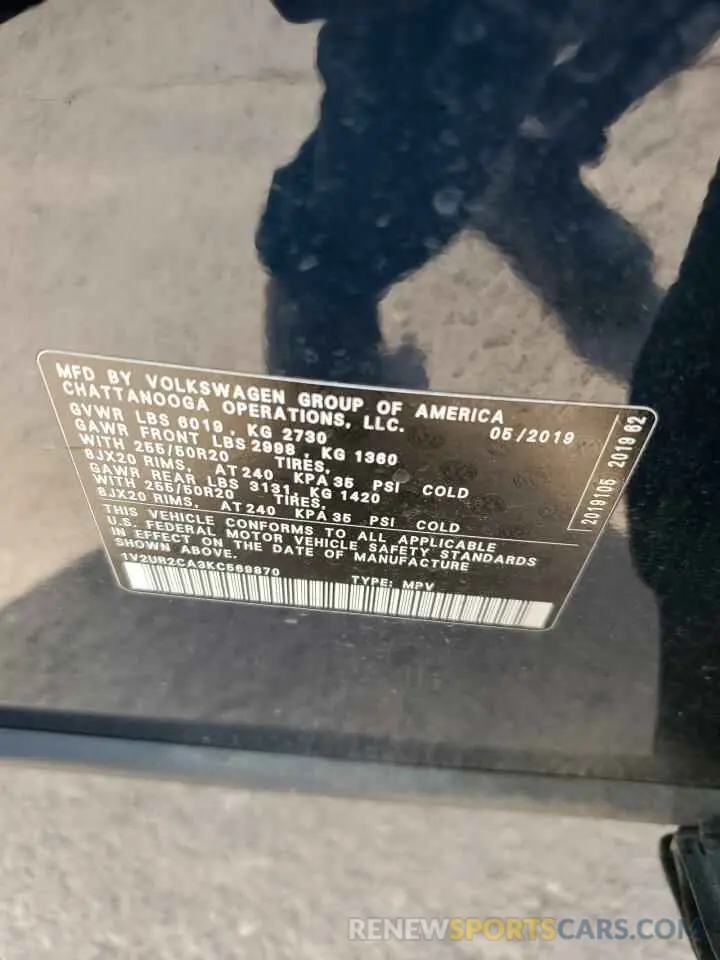 MFD BY VOLKSWAGEN GROUP OF AMERICA
CHATTANOOGA OPERATIONS, LLC.
05/2019
GVWR LBS 6019, KG 2730
GAWR FRONT LBS 2998, KG 1360
WITH 255/50R20 TIRES,
8JX20 RIMS, AT 240 KPA 35 PSI COLD
GAWR REAR LBS 3131, KG 1420
WITH 255/50R20 TIRES,
8JX20 RIMS, AT 240 KPA 35 PSI COLD
THIS VEHICLE CONFORMS TO ALL APPLICABLE
U.S. FEDERAL MOTOR VEHICLE SAFETY STANDARDS
IN EFFECT ON THE DATE OF MANUFACTURE
SHOWN ABOVE.
1V2UR2CA3KC569870 TYPE: MPV
2019105 2019 62
RENEWSPORTSCARS.COM